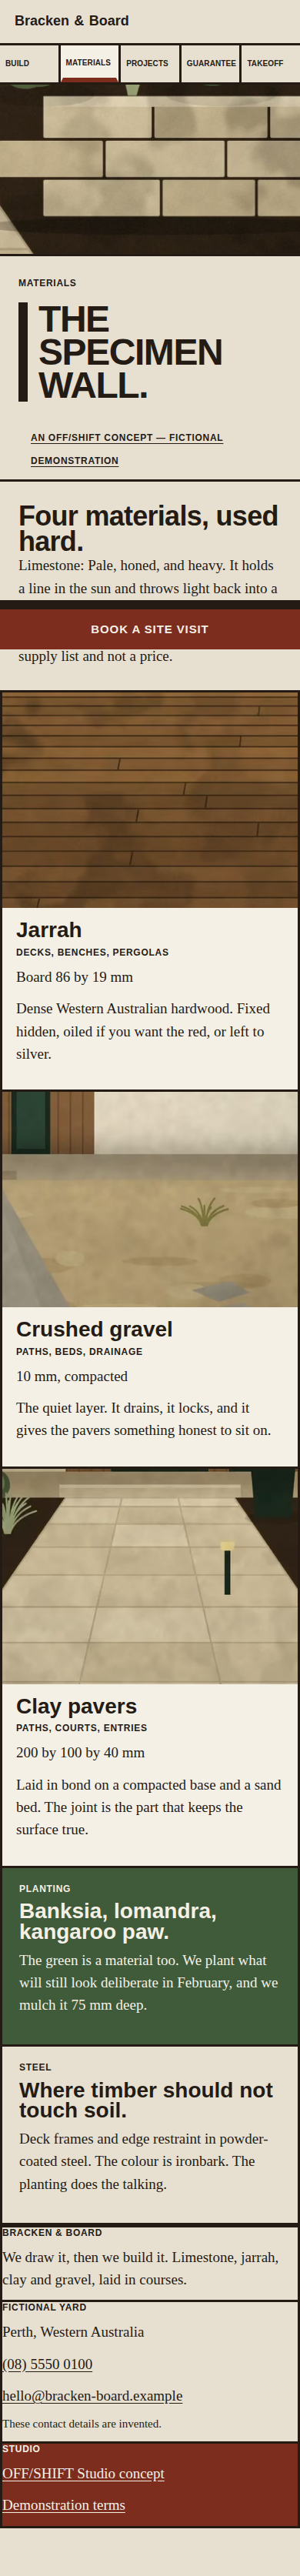 Bracken & Board
BUILD
MATERIALS
PROJECTS
GUARANTEE
TAKEOFF
MATERIALS
THE
SPECIMEN
WALL.
AN OFF/SHIFT CONCEPT — FICTIONAL
DEMONSTRATION
Four materials, used
hard.
Limestone: Pale, honed, and heavy. It holds
a line in the sun and throws light back into a
BOOK A SITE VISIT
supply list and not a price.
Jarrah
DECKS, BENCHES, PERGOLAS
Board 86 by 19 mm
Dense Western Australian hardwood. Fixed
hidden, oiled if you want the red, or left to
silver.
Crushed gravel
PATHS, BEDS, DRAINAGE
10 mm, compacted
The quiet layer. It drains, it locks, and it
gives the pavers something honest to sit on.
Clay pavers
PATHS, COURTS, ENTRIES
200 by 100 by 40 mm
Laid in bond on a compacted base and a sand
bed. The joint is the part that keeps the
surface true.
PLANTING
Banksia, lomandra,
kangaroo paw.
The green is a material too. We plant what
will still look deliberate in February, and we
mulch it 75 mm deep.
STEEL
Where timber should not
touch soil.
Deck frames and edge restraint in powder-
coated steel. The colour is ironbark. The
planting does the talking.
BRACKEN & BOARD
We draw it, then we build it. Limestone, jarrah,
clay and gravel, laid in courses.
FICTIONAL YARD
Perth, Western Australia
(08) 5550 0100
hello@bracken-board.example
These contact details are invented.
STUDIO
OFF/SHIFT Studio concept
Demonstration terms